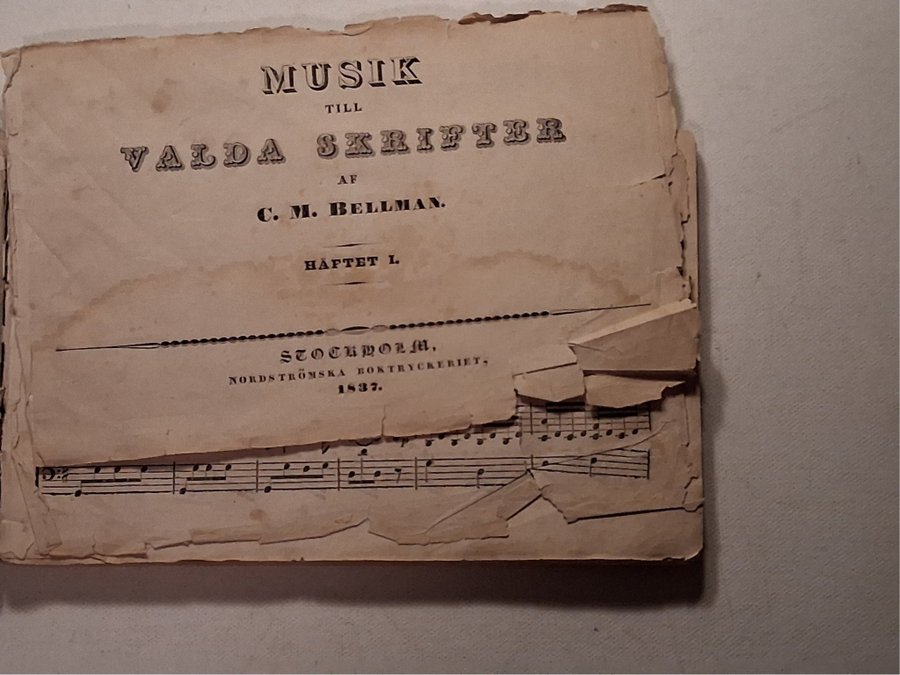 MUSIK
TILL
VALDA SKRIFTER
AF
C. M. BELLMAN.
HÄFTET I.
STOCKHOLM,
NORDSTRÖMSKA BOKTRYCKERIET,
1837.